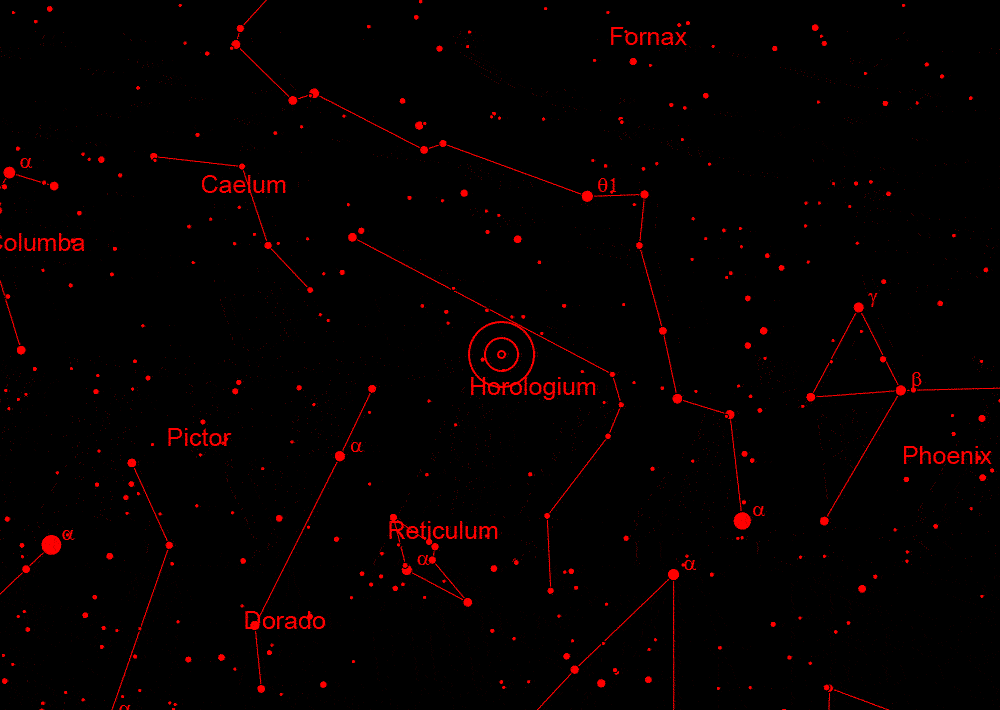 Fornax
α
Caelum
θ1
Columba
γ
β
Horologium
Pictor
α
Phoenix
α
Reticulum
α
α
α
Dorado
α